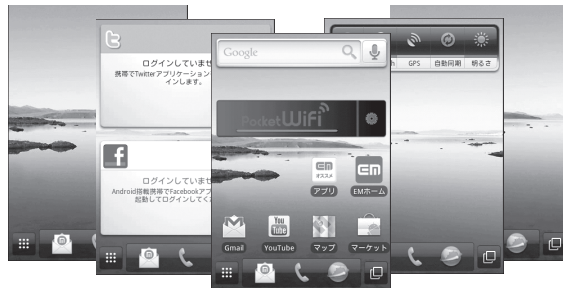 ログインしていませ
携帯でTwitterアプリケーション
インします。
ログインしていませ
Android搭載携帯でFacebookアプ
起動してログインしてく
Google
Pocket WiFi
EM
オススメ
EM
アプリ
EMホーム
You
Tube
Gmail
YouTube
マップ
マーケット
GPS
自動同期
明るさ